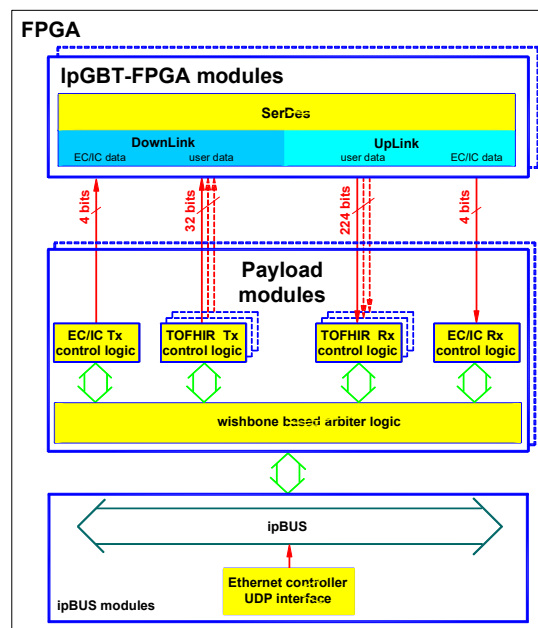 FPGA
IpGBT-FPGA modules
SerDes
DownLink
UpLink
EC/IC data
user data
user data
EC/IC data
4 bits
32 bits
224 bits
4 bits
Payload
modules
EC/IC Tx
control logic
TOFHIR Tx
control logic
TOFHIR Rx
control logic
EC/IC Rx
control logic
wishbone based arbiter logic
ipBUS
Ethernet controller
UDP interface
ipBUS modules